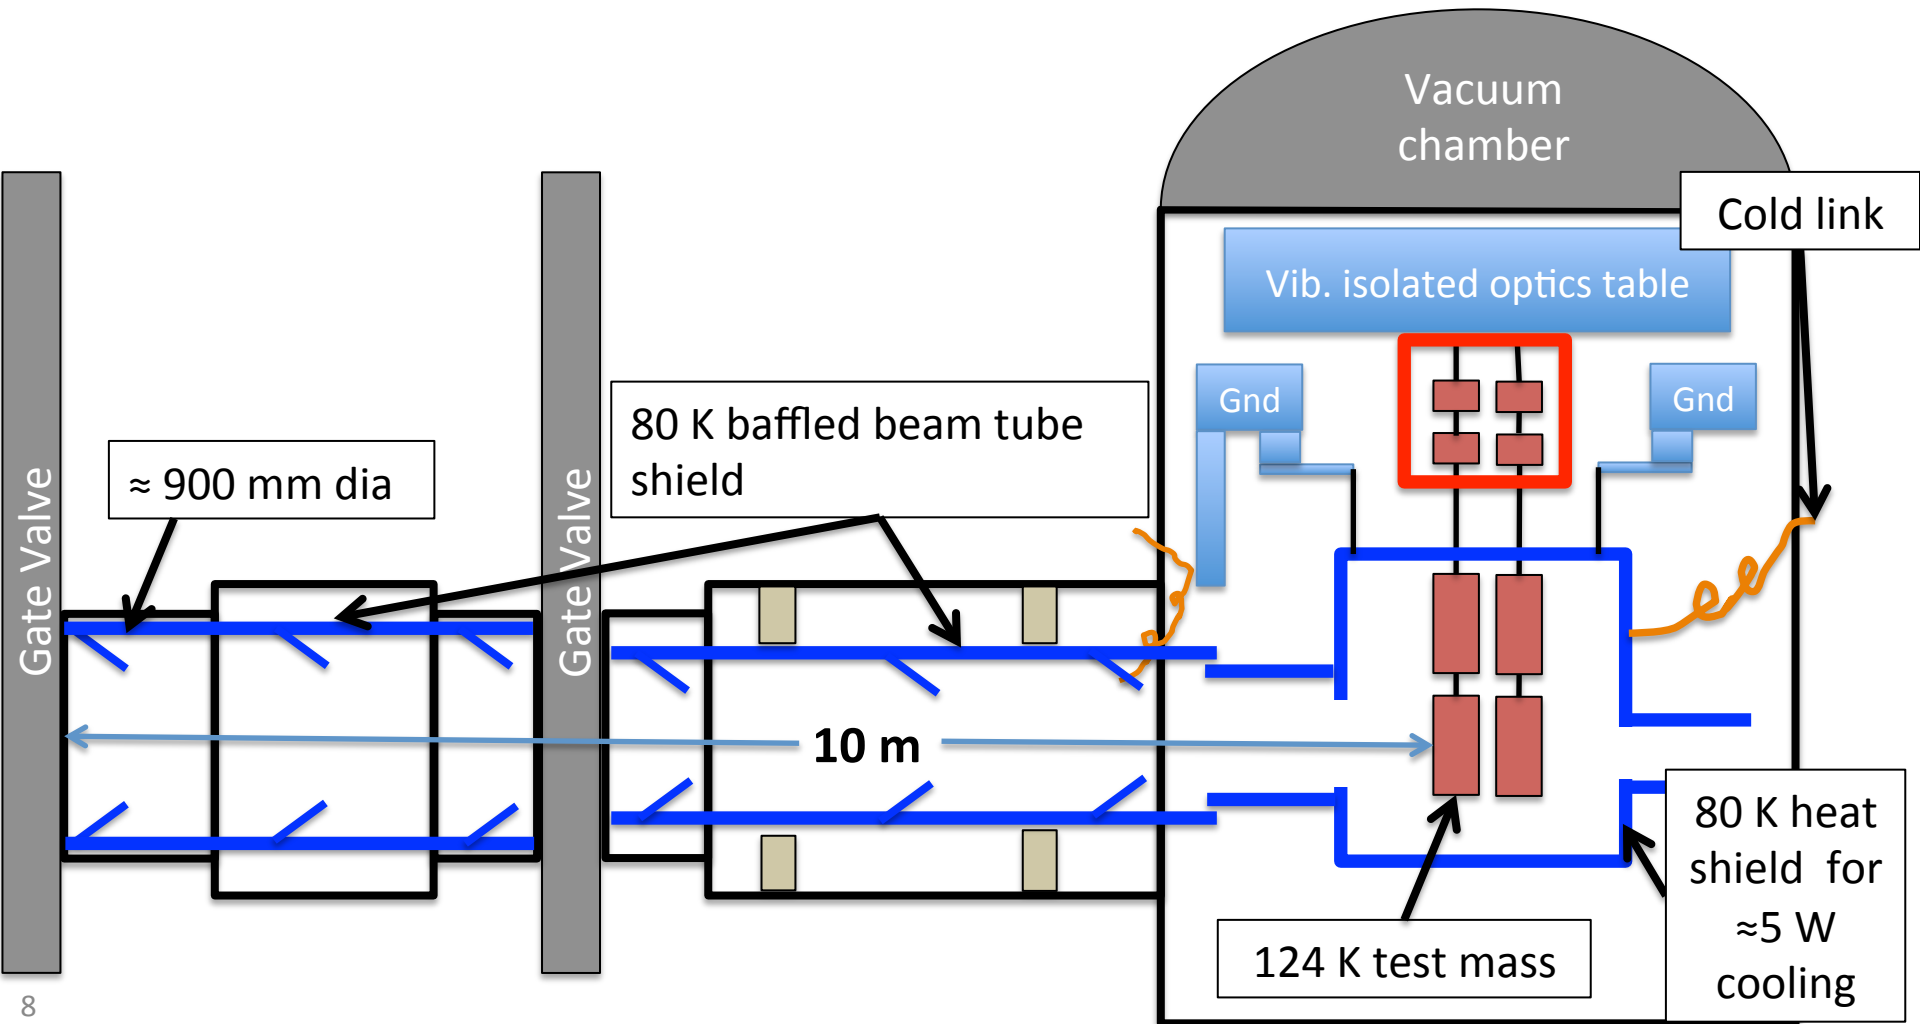 Vacuum
chamber
Cold link
Vib. isolated optics table
Gnd
Gnd
80 K baffled beam tube
shield
≈ 900 mm dia
Gate Valve
Gate Valve
10 m
80 K heat
shield for
≈5 W
cooling
124 K test mass
8